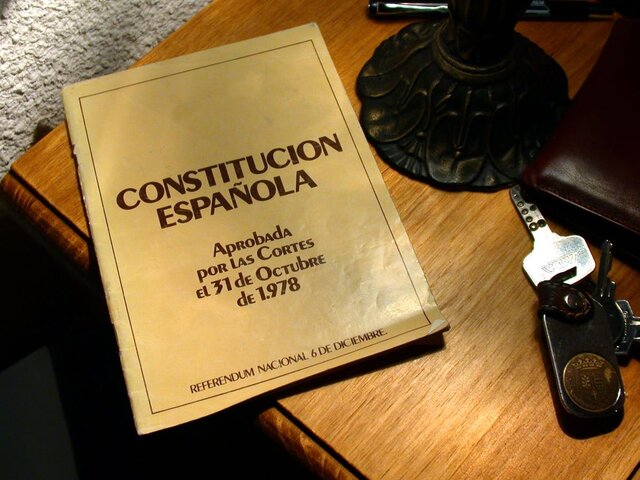 CONSTITUCION
ESPAÑOLA
Aprobada
por las Cortes
el 31 de Octubre
de 1.978
REFERENDUM NACIONAL 6 DE DICIEMBRE.